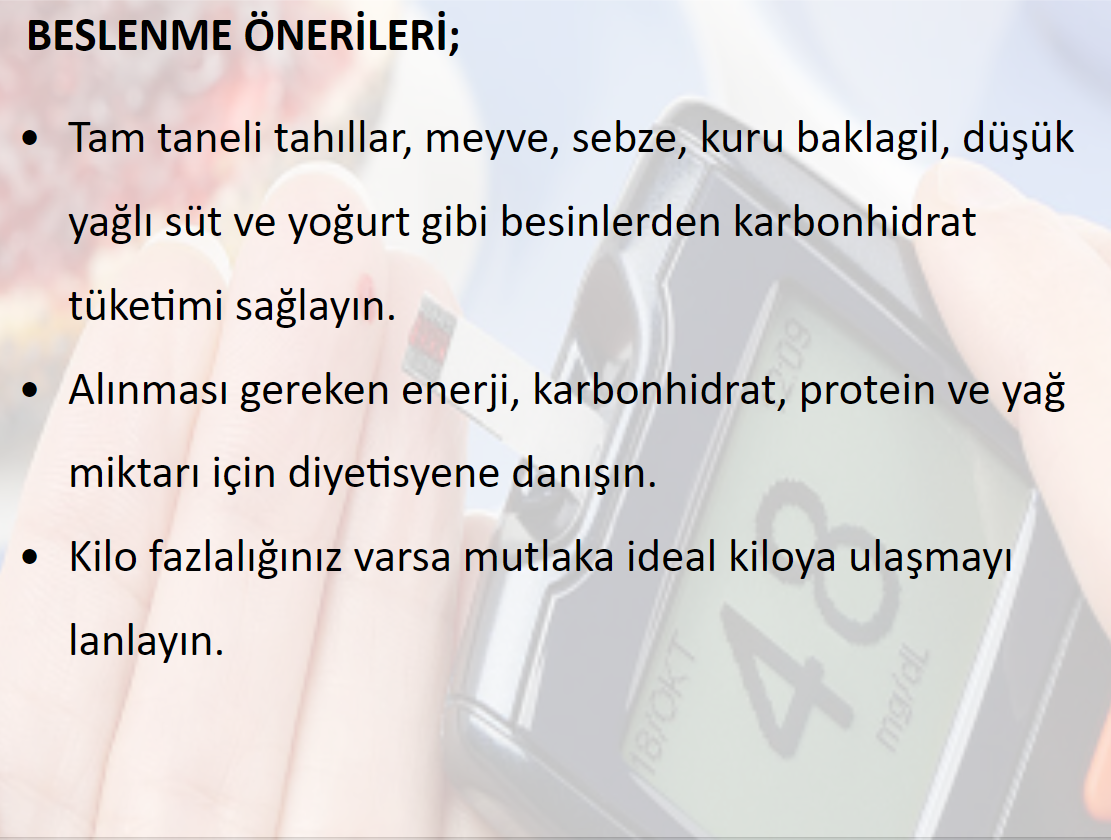 BESLENME ÖNERİLERİ;
• Tam taneli tahıllar, meyve, sebze, kuru baklagil, düşük
yağlı süt ve yoğurt gibi besinlerden karbonhidrat
tüketimi sağlayın.
• Alınması gereken enerji, karbonhidrat, protein ve yağ
miktarı için diyetisyene danışın.
• Kilo fazlalığınız varsa mutlaka ideal kiloya ulaşmayı
lanlayın.
48
mg/dL
18/OKT